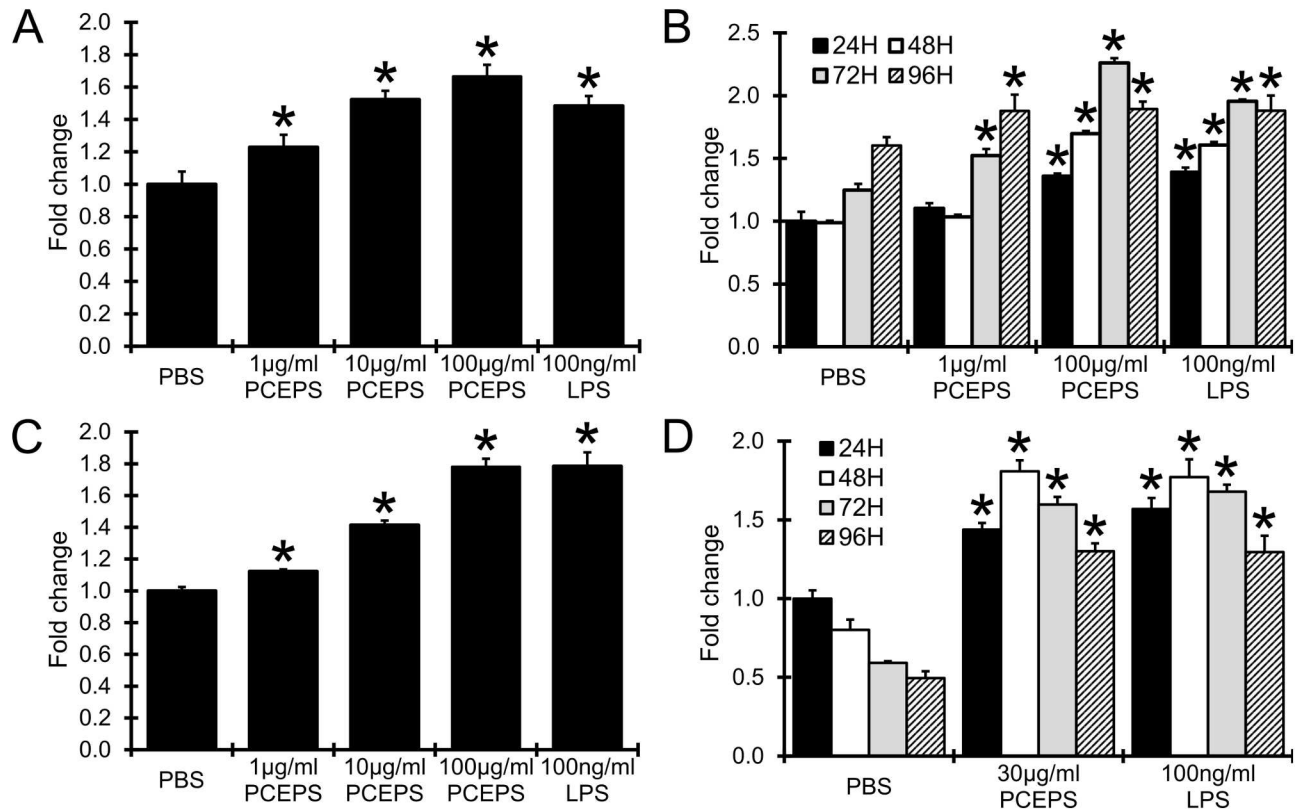 A
Fold change
2.0
1.8
1.6
1.4
1.2
1.0
0.8
0.6
0.4
0.2
0.0
* * * *
PBS
1µg/ml
PCEPS
10µg/ml
PCEPS
100µg/ml
PCEPS
100ng/ml
LPS
B
Fold change
2.5
2.0
1.5
1.0
0.5
0.0
24H 48H
72H 96H
* * * * * * * * * *
PBS
1µg/ml
PCEPS
100µg/ml
PCEPS
100ng/ml
LPS
C
Fold change
2.0
1.8
1.6
1.4
1.2
1.0
0.8
0.6
0.4
0.2
0.0
* * * *
PBS
1µg/ml
PCEPS
10µg/ml
PCEPS
100µg/ml
PCEPS
100ng/ml
LPS
D
Fold change
2.0
1.5
1.0
0.5
0.0
24H
48H
72H
96H
* * * * * * * *
PBS
30µg/ml
PCEPS
100ng/ml
LPS